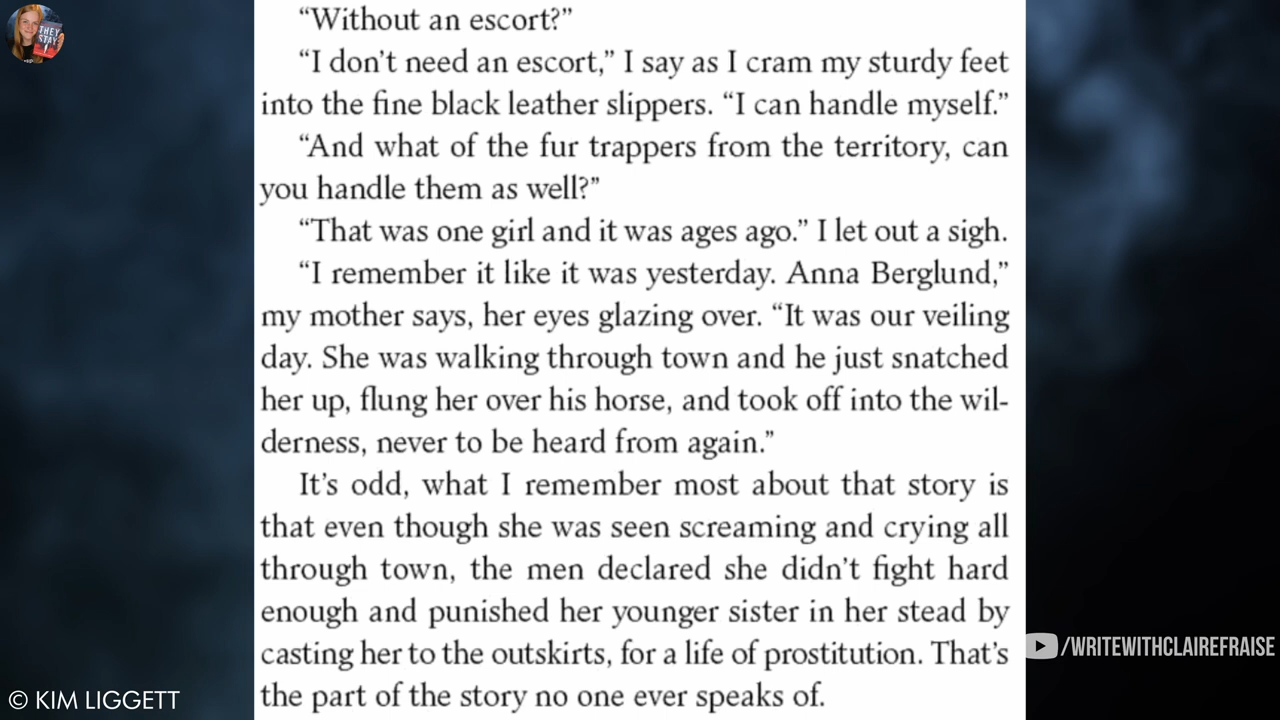 THEY
STAY
“Without an escort?”
“I don’t need an escort,” I say as I cram my sturdy feet
into the fine black leather slippers. “I can handle myself.”
“And what of the fur trappers from the territory, can
you handle them as well?”
“That was one girl and it was ages ago.” I let out a sigh.
“I remember it like it was yesterday. Anna Berglund,”
my mother says, her eyes glazing over. “It was our veiling
day. She was walking through town and he just snatched
her up, flung her over his horse, and took off into the wil-
derness, never to be heard from again.”
It’s odd, what I remember most about that story is
that even though she was seen screaming and crying all
through town, the men declared she didn’t fight hard
enough and punished her younger sister in her stead by
casting her to the outskirts, for a life of prostitution. That’s
the part of the story no one ever speaks of.
/WRITEWITHCLAIREFRAISE
© KIM LIGGETT